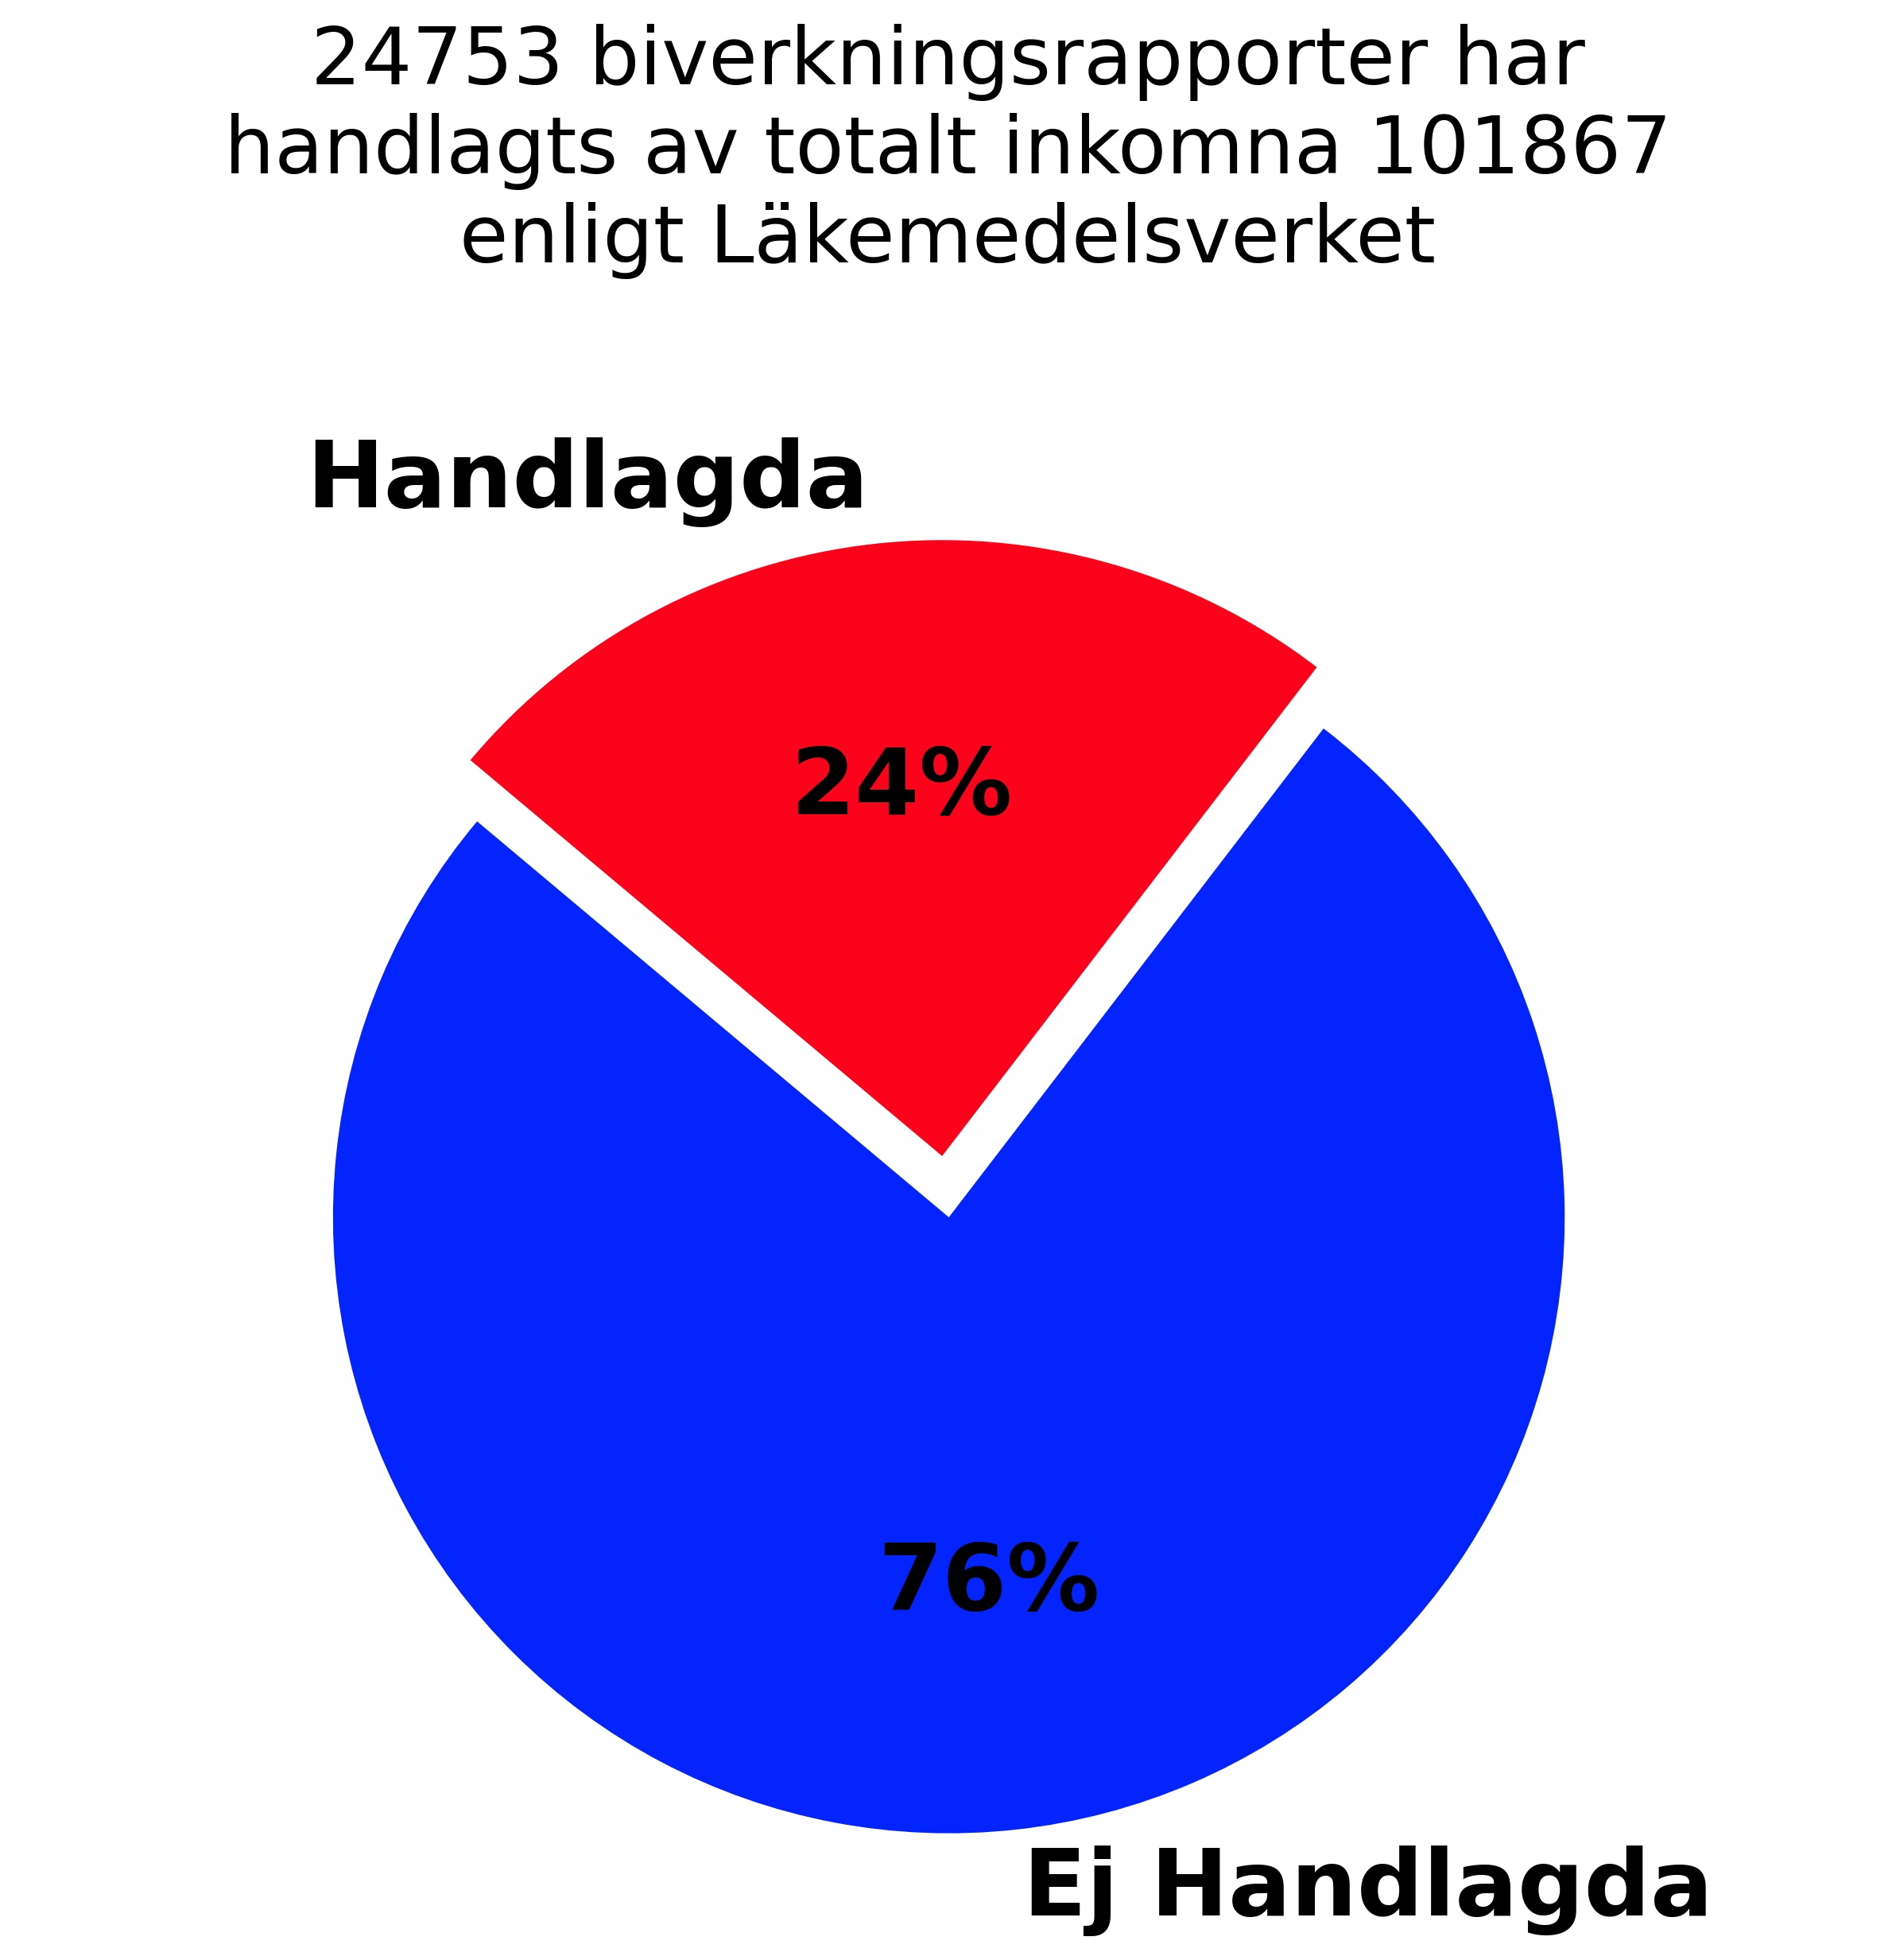 24753 biverkningsrapporter har
handlagts av totalt inkomna 101867
enligt Läkemedelsverket
Handlagda
24%
76%
Ej Handlagda